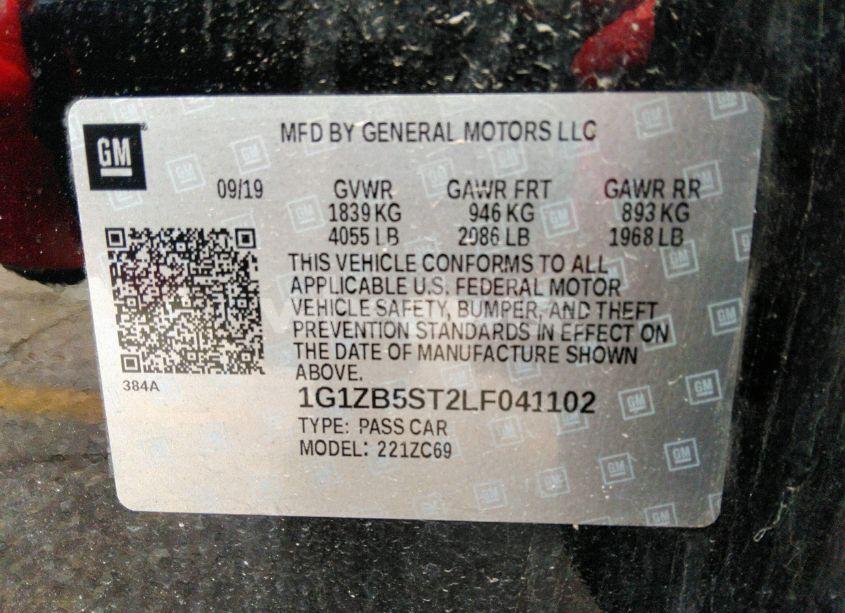 GM
MFD BY GENERAL MOTORS LLC
09/19 GVWR GAWR FRT GAWR RR
1839 KG 946 KG 893 KG
4055 LB 2086 LB 1968 LB
THIS VEHICLE CONFORMS TO ALL
APPLICABLE U.S. FEDERAL MOTOR
VEHICLE SAFETY, BUMPER, AND THEFT
PREVENTION STANDARDS IN EFFECT ON
THE DATE OF MANUFACTURE SHOWN
ABOVE.
384A
1G1ZB5ST2LF041102
TYPE: PASS CAR
MODEL: 221ZC69